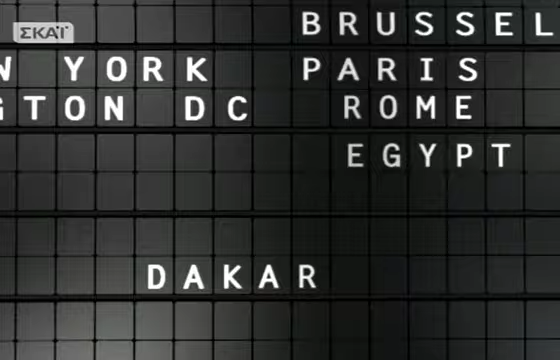 ΣΚΑΪ
BRUSSEL
W YORK PARIS
GTON DC ROME
EGYPT
DAKAR